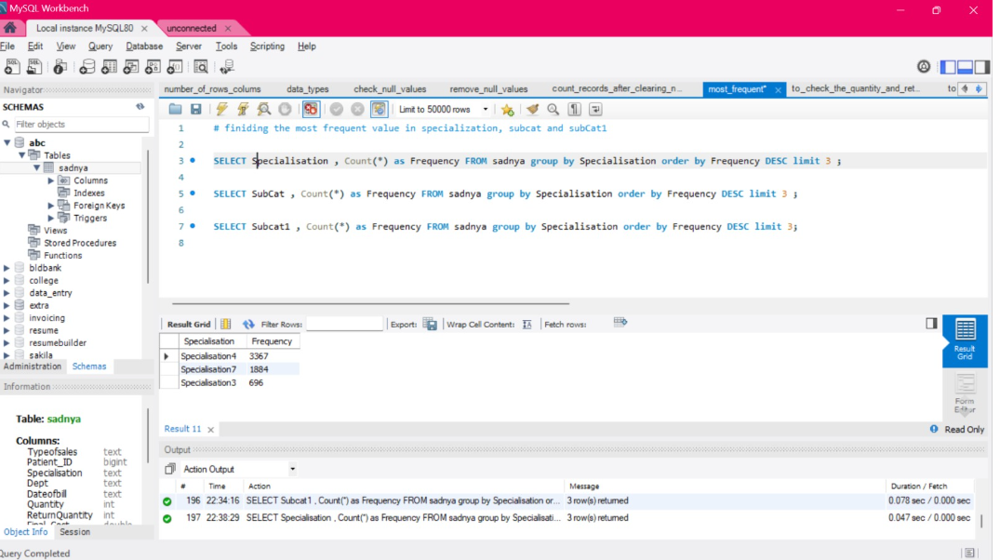 MySQL Workbench
Local instance MySQL80 ×
unconnected ×
File Edit View Query Database Server Tools Scripting Help
Navigator
SCHEMAS
Filter objects
abc
Tables
sadnya
Columns
Indexes
Foreign Keys
Triggers
Views
Stored Procedures
Functions
bldbank
college
data_entry
extra
invoicing
resume
resumebuilder
sakila
Administration Schemas
Information
Table: sadnya
Columns:
Typeofsales text
Patient_ID bigint
Specialisation text
Dept text
Dateofbill text
Quantity int
ReturnQuantity int
Final_Cost double
Object Info Session
Query Completed
number_of_rows_colums data_types check_null_values remove_null_values count_records_after_clearing_n... most_frequent* × to_check_the_quantity_and_ret... to
Limit to 50000 rows
1 # finiding the most frequent value in specialization, subcat and subCat1
2
3 SELECT Specialisation , Count(*) as Frequency FROM sadnya group by Specialisation order by Frequency DESC limit 3 ;
4
5 SELECT SubCat , Count(*) as Frequency FROM sadnya group by Specialisation order by Frequency DESC limit 3 ;
6
7 SELECT Subcat1 , Count(*) as Frequency FROM sadnya group by Specialisation order by Frequency DESC limit 3;
8
Result Grid Filter Rows: Export: Wrap Cell Content: Fetch rows:
Specialisation Frequency
Specialisation4 3367
Specialisation7 1884
Specialisation3 696
Result Grid
Form Editor
Result 11 ×
Read Only
Output
Action Output
# Time Action Message Duration / Fetch
196 22:34:16 SELECT Subcat1 , Count(*) as Frequency FROM sadnya group by Specialisation or... 3 row(s) returned 0.078 sec / 0.000 sec
197 22:38:29 SELECT Specialisation , Count(*) as Frequency FROM sadnya group by Specialisati... 3 row(s) returned 0.047 sec / 0.000 sec